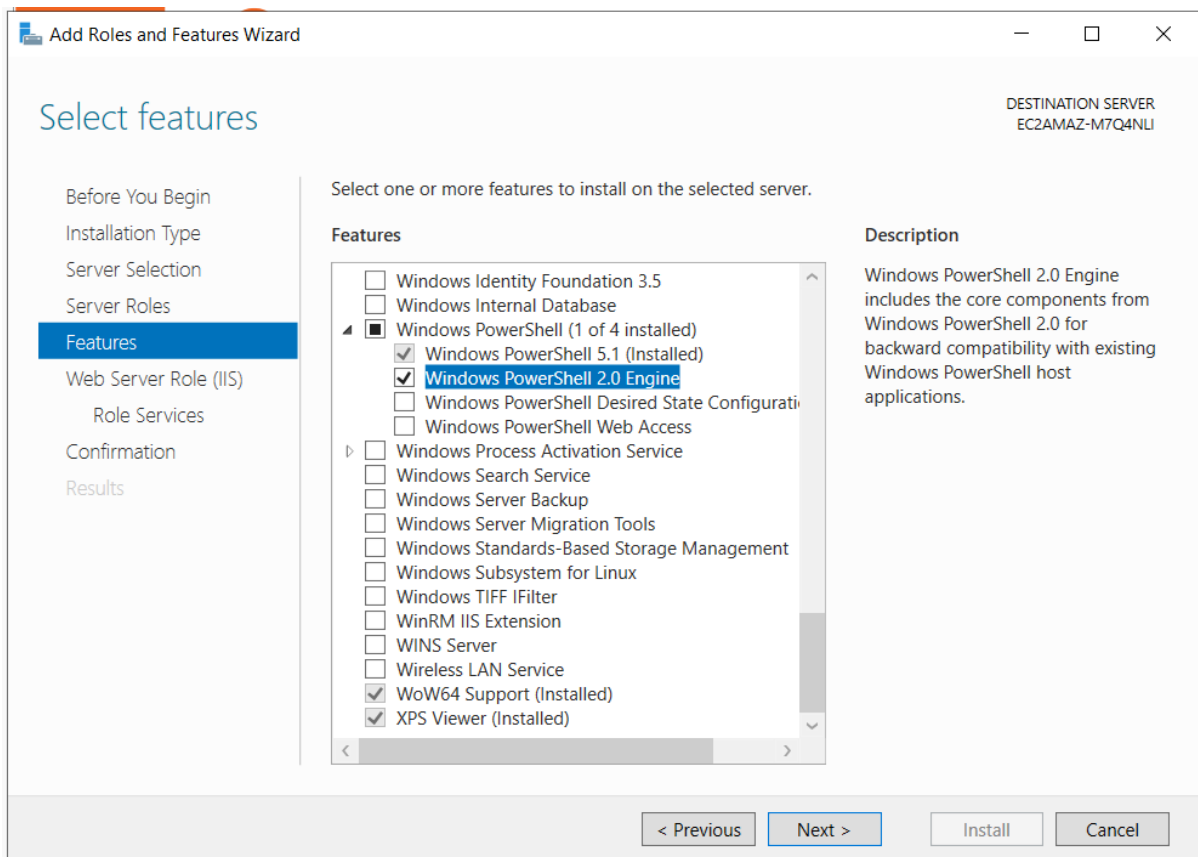 Add Roles and Features Wizard
Select features
DESTINATION SERVER
EC2AMAZ-M7Q4NLI
Before You Begin
Installation Type
Server Selection
Server Roles
Features
Web Server Role (IIS)
Role Services
Confirmation
Results
Select one or more features to install on the selected server.
Features
Windows Identity Foundation 3.5
Windows Internal Database
Windows PowerShell (1 of 4 installed)
Windows PowerShell 5.1 (Installed)
Windows PowerShell 2.0 Engine
Windows PowerShell Desired State Configurati
Windows PowerShell Web Access
Windows Process Activation Service
Windows Search Service
Windows Server Backup
Windows Server Migration Tools
Windows Standards-Based Storage Management
Windows Subsystem for Linux
Windows TIFF IFilter
WinRM IIS Extension
WINS Server
Wireless LAN Service
WoW64 Support (Installed)
XPS Viewer (Installed)
Description
Windows PowerShell 2.0 Engine
includes the core components from
Windows PowerShell 2.0 for
backward compatibility with existing
Windows PowerShell host
applications.
< Previous
Next >
Install
Cancel